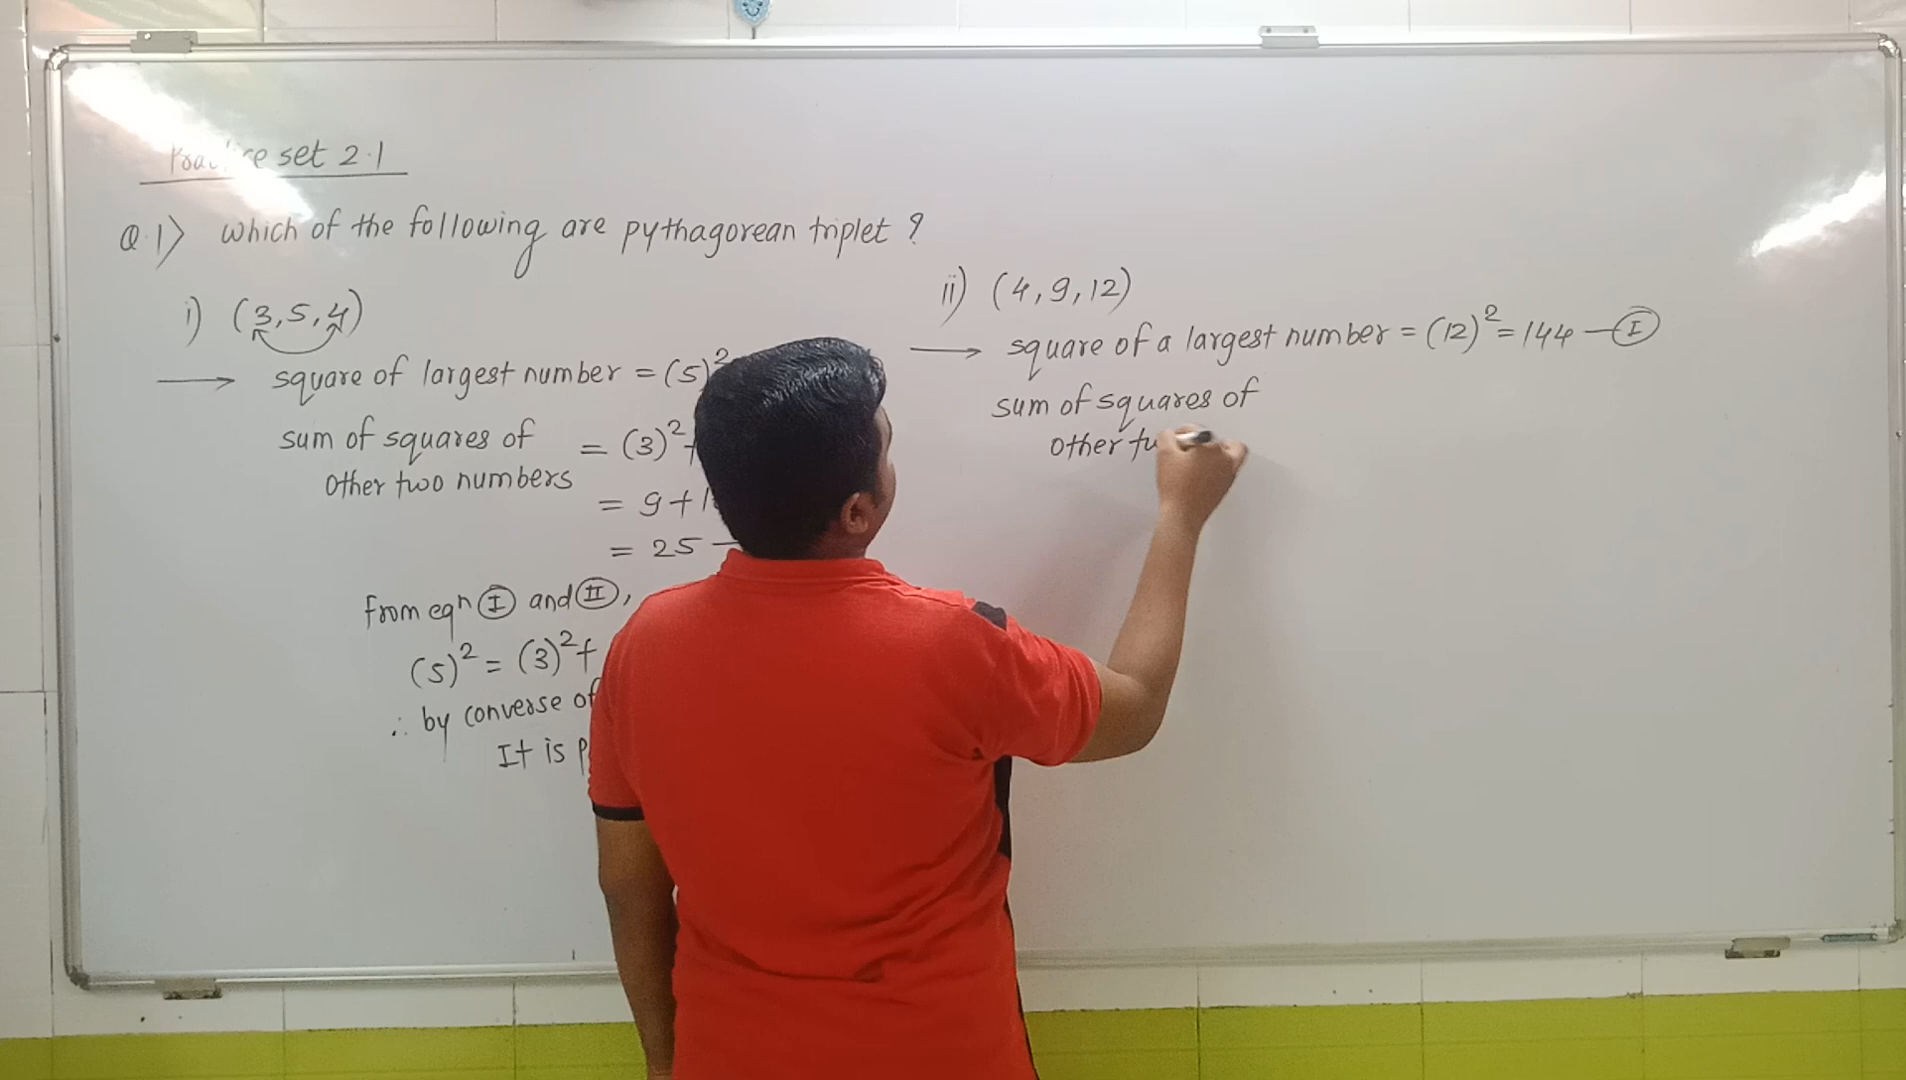 Practice set 2.1
Q.1) which of the following are pythagorean triplet ?
i) (3,5,4)
→ square of largest number = (5)²
sum of squares of
other two numbers
= (3)²+
= 9+1
= 25 —
from eqn (I) and (II),
(5)² = (3)²+
∴ by converse of
It is p
ii) (4,9,12)
→ square of a largest number = (12)² = 144 — (I)
sum of squares of
other tw